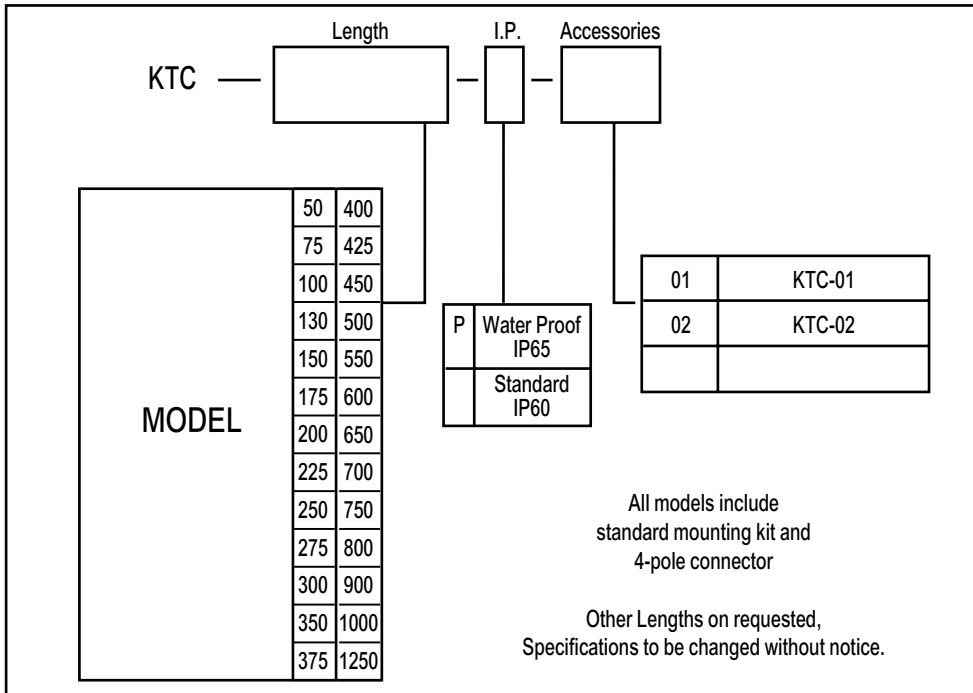 Length I.P. Accessories
KTC
MODEL
50 400
75 425
100 450
130 500
150 550
175 600
200 650
225 700
250 750
275 800
300 900
350 1000
375 1250
P Water Proof
IP65
Standard
IP60
01 KTC-01
02 KTC-02
All models include
standard mounting kit and
4-pole connector
Other Lengths on requested,
Specifications to be changed without notice.